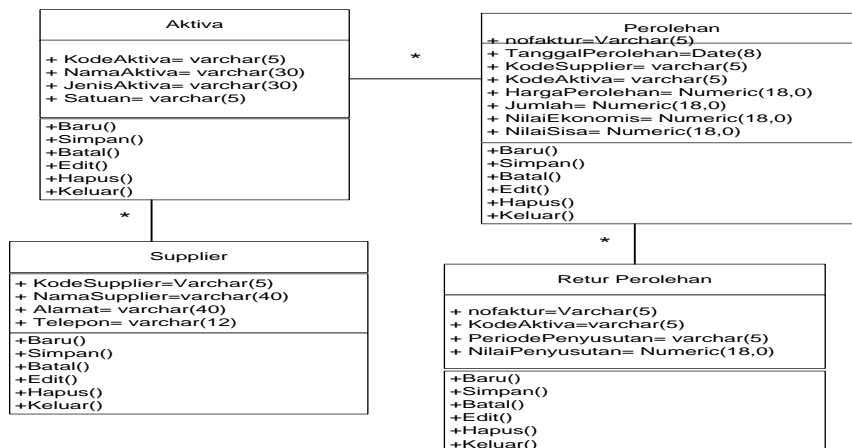 Aktiva
+ KodeAktiva= varchar(5)
+ NamaAktiva= varchar(30)
+ JenisAktiva= varchar(30)
+ Satuan= varchar(5)
+Baru()
+Simpan()
+Batal()
+Edit()
+Hapus()
+Keluar()
*
Perolehan
+ nofaktur=Varchar(5)
+ TanggalPerolehan=Date(8)
+ KodeSupplier= varchar(5)
+ KodeAktiva= varchar(5)
+ HargaPerolehan= Numeric(18,0)
+ Jumlah= Numeric(18,0)
+ NilaiEkonomis= Numeric(18,0)
+ NilaiSisa= Numeric(18,0)
+Baru()
+Simpan()
+Batal()
+Edit()
+Hapus()
+Keluar()
*
Supplier
+ KodeSupplier=Varchar(5)
+ NamaSupplier=varchar(40)
+ Alamat= varchar(40)
+ Telepon= varchar(12)
+Baru()
+Simpan()
+Batal()
+Edit()
+Hapus()
+Keluar()
*
Retur Perolehan
+ nofaktur=Varchar(5)
+ KodeAktiva=varchar(5)
+ PeriodePenyusutan= varchar(5)
+ NilaiPenyusutan= Numeric(18,0)
+Baru()
+Simpan()
+Batal()
+Edit()
+Hapus()
+Keluar()